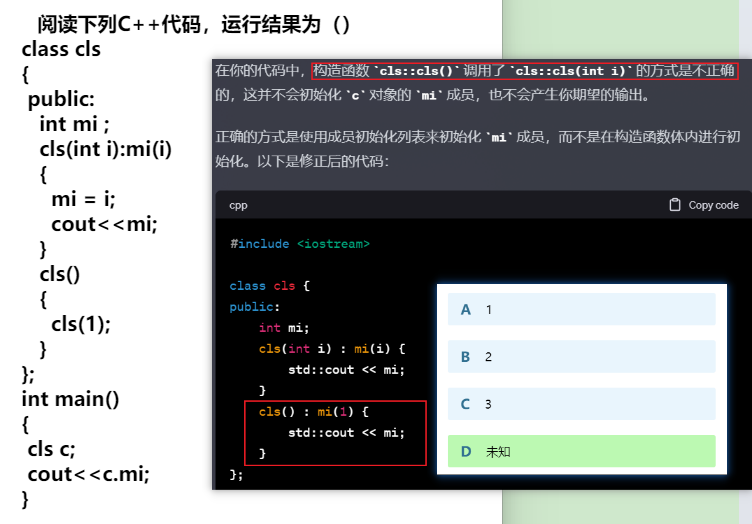 阅读下列C++代码，运行结果为（）
class cls
{
public:
int mi ;
cls(int i):mi(i)
{
mi = i;
cout<<mi;
}
cls()
{
cls(1);
}
};
int main()
{
cls c;
cout<<c.mi;
}
在你的代码中，构造函数 `cls::cls()` 调用了 `cls::cls(int i)` 的方式是不正确
的，这并不会初始化 `c` 对象的 `mi` 成员，也不会产生你期望的输出。
正确的方式是使用成员初始化列表来初始化 `mi` 成员，而不是在构造函数体内进行初
始化。以下是修正后的代码：
cpp Copy code
#include <iostream>
class cls {
public:
int mi;
cls(int i) : mi(i) {
std::cout << mi;
}
cls() : mi(1) {
std::cout << mi;
}
};
A 1
B 2
C 3
D 未知